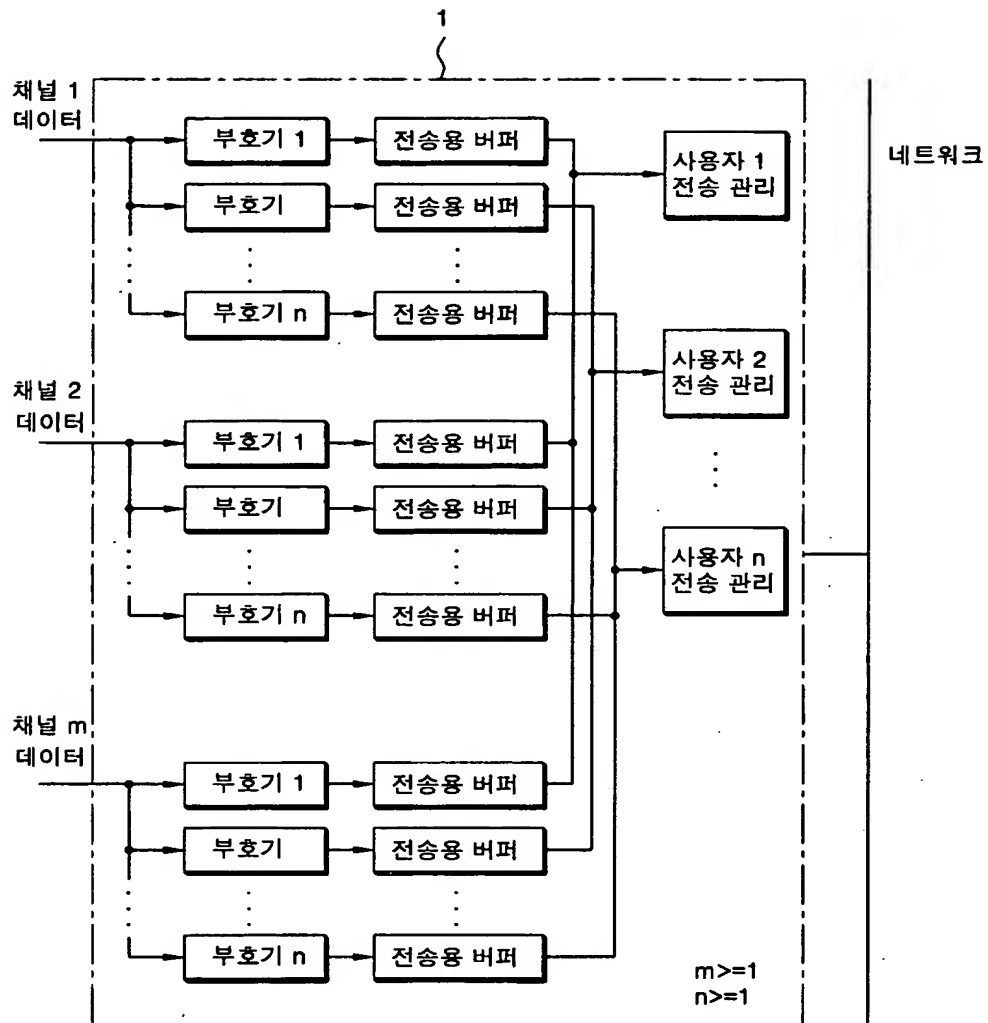 1
채널 1
데이터
부호기 1
전송용 버퍼
사용자 1
전송 관리
네트워크
부호기
전송용 버퍼
부호기 n
전송용 버퍼
사용자 2
전송 관리
채널 2
데이터
부호기 1
전송용 버퍼
부호기
전송용 버퍼
사용자 n
전송 관리
부호기 n
전송용 버퍼
채널 m
데이터
부호기 1
전송용 버퍼
부호기
전송용 버퍼
부호기 n
전송용 버퍼
m>=1
n>=1